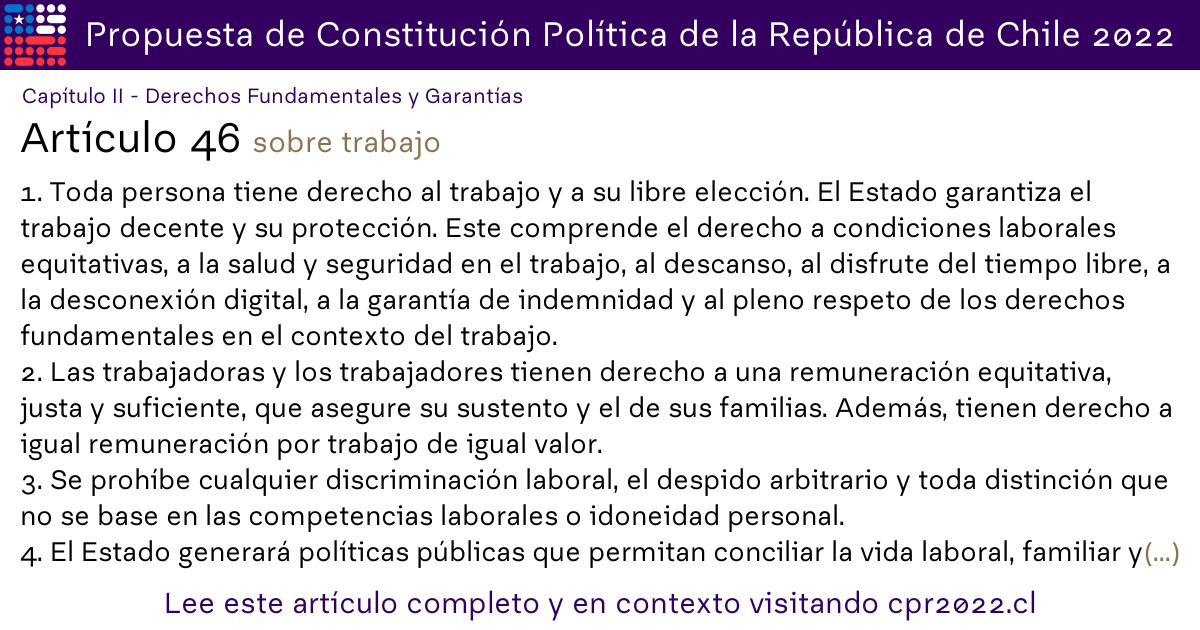 Propuesta de Constitución Política de la República de Chile 2022
Capítulo II - Derechos Fundamentales y Garantías
Artículo 46 sobre trabajo
1. Toda persona tiene derecho al trabajo y a su libre elección. El Estado garantiza el
trabajo decente y su protección. Este comprende el derecho a condiciones laborales
equitativas, a la salud y seguridad en el trabajo, al descanso, al disfrute del tiempo libre, a
la desconexión digital, a la garantía de indemnidad y al pleno respeto de los derechos
fundamentales en el contexto del trabajo.
2. Las trabajadoras y los trabajadores tienen derecho a una remuneración equitativa,
justa y suficiente, que asegure su sustento y el de sus familias. Además, tienen derecho a
igual remuneración por trabajo de igual valor.
3. Se prohíbe cualquier discriminación laboral, el despido arbitrario y toda distinción que
no se base en las competencias laborales o idoneidad personal.
4. El Estado generará políticas públicas que permitan conciliar la vida laboral, familiar y(...)
Lee este artículo completo y en contexto visitando cpr2022.cl